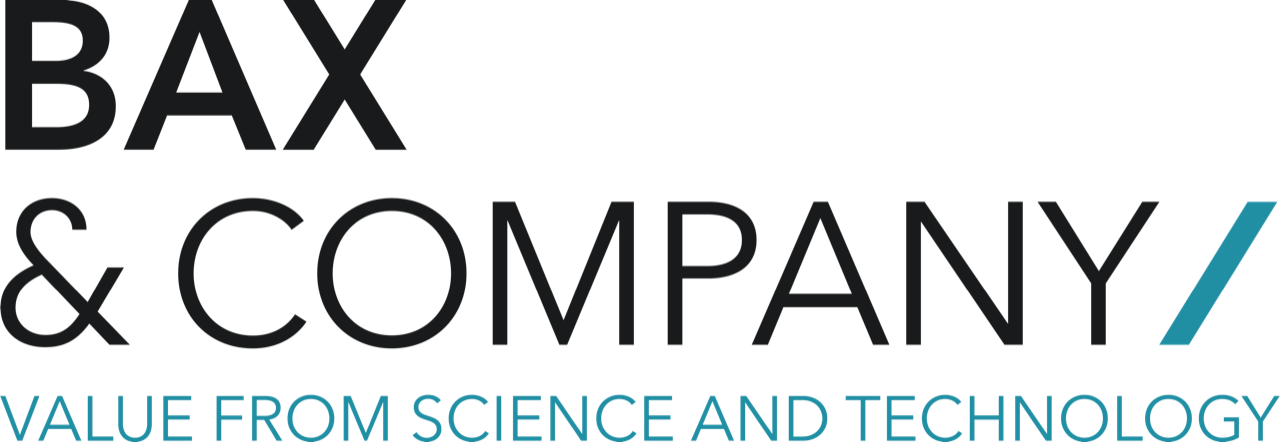 BAX
& COMPANY/
VALUE FROM SCIENCE AND TECHNOLOGY